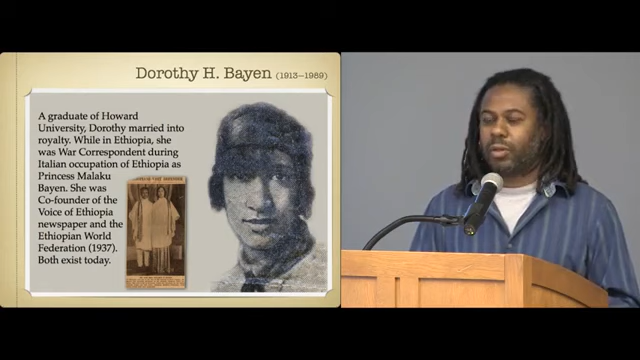 Dorothy H. Bayen (1913—1989)
A graduate of Howard
University, Dorothy married into
royalty. While in Ethiopia, she
was War Correspondent during
Italian occupation of Ethiopia as
Princess Malaku
Bayen. She was
Co-founder of the
Voice of Ethiopia
newspaper and the
Ethiopian World
Federation (1937).
Both exist today.